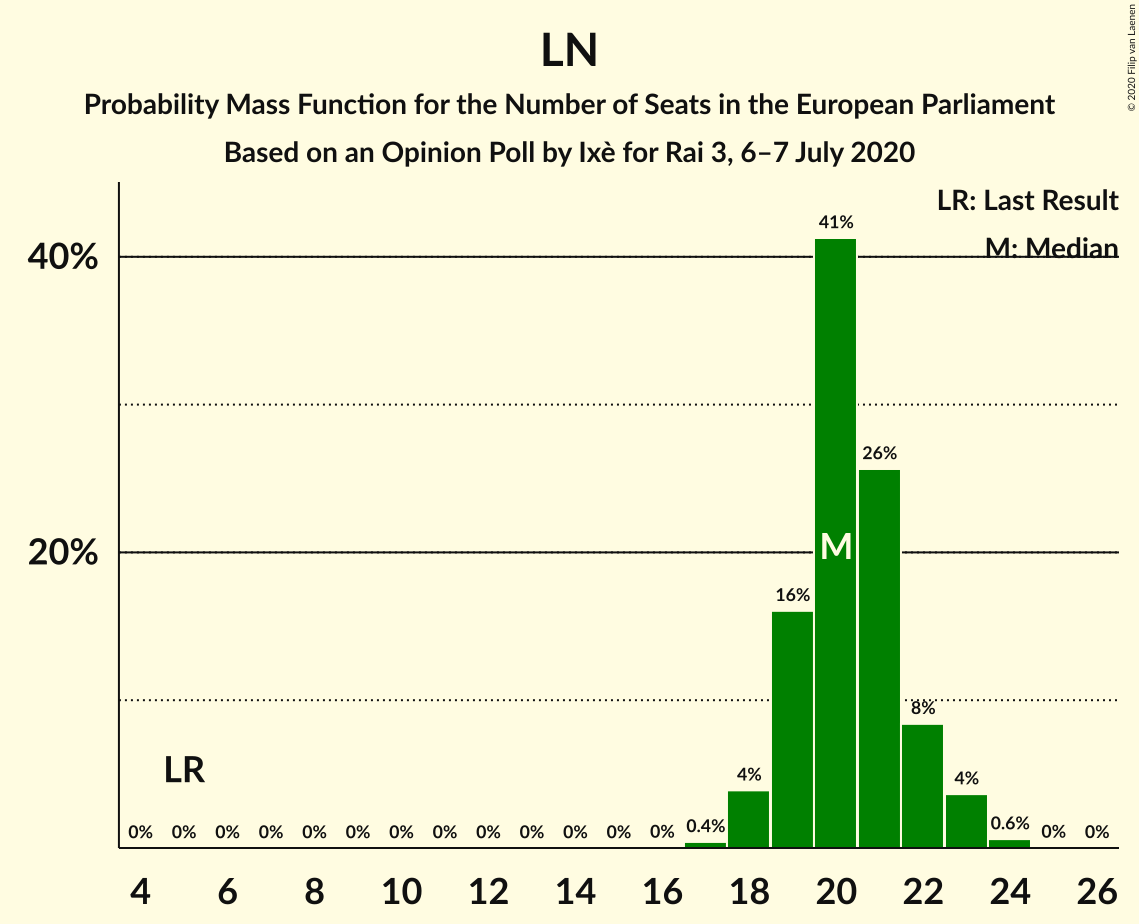 LN
Probability Mass Function for the Number of Seats in the European Parliament
Based on an Opinion Poll by Ixè for Rai 3, 6–7 July 2020
© 2020 Filip van Laenen
LR: Last Result
M: Median
40%
20%
LR
M
0% 0% 0% 0% 0% 0% 0% 0% 0% 0% 0% 0% 0% 0.4% 4% 16% 41% 26% 8% 4% 0.6% 0% 0%
4 6 8 10 12 14 16 18 20 22 24 26